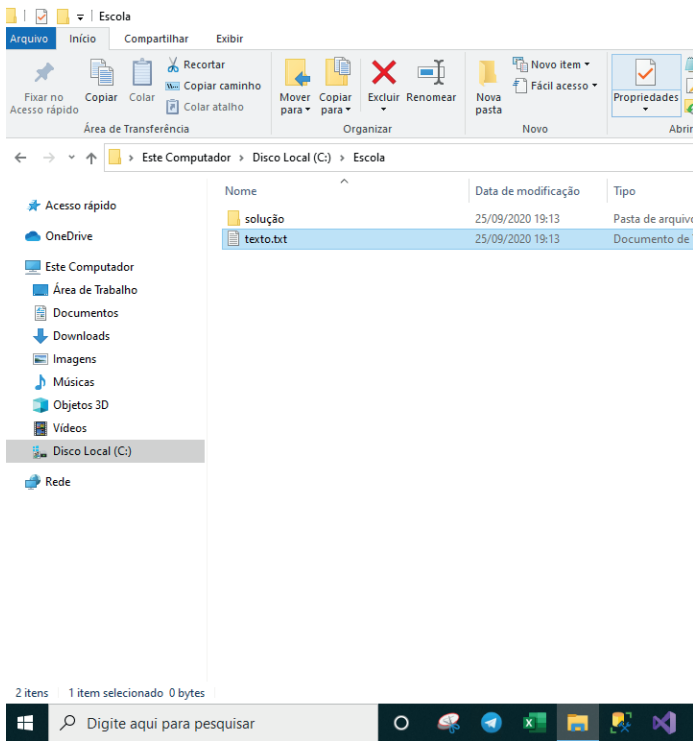 Escola
Arquivo Início Compartilhar Exibir
Fixar no
Acesso rápido
Copiar
Colar
Recortar
Copiar caminho
Colar atalho
Área de Transferência
Mover
para
Copiar
para
Excluir
Renomear
Organizar
Nova
pasta
Novo item
Fácil acesso
Novo
Propriedades
Abrir
Este Computador > Disco Local (C:) > Escola
Nome Data de modificação Tipo
solução 25/09/2020 19:13 Pasta de arquivo
texto.txt 25/09/2020 19:13 Documento de
Acesso rápido
OneDrive
Este Computador
Área de Trabalho
Documentos
Downloads
Imagens
Músicas
Objetos 3D
Vídeos
Disco Local (C:)
Rede
2 itens 1 item selecionado 0 bytes
Digite aqui para pesquisar